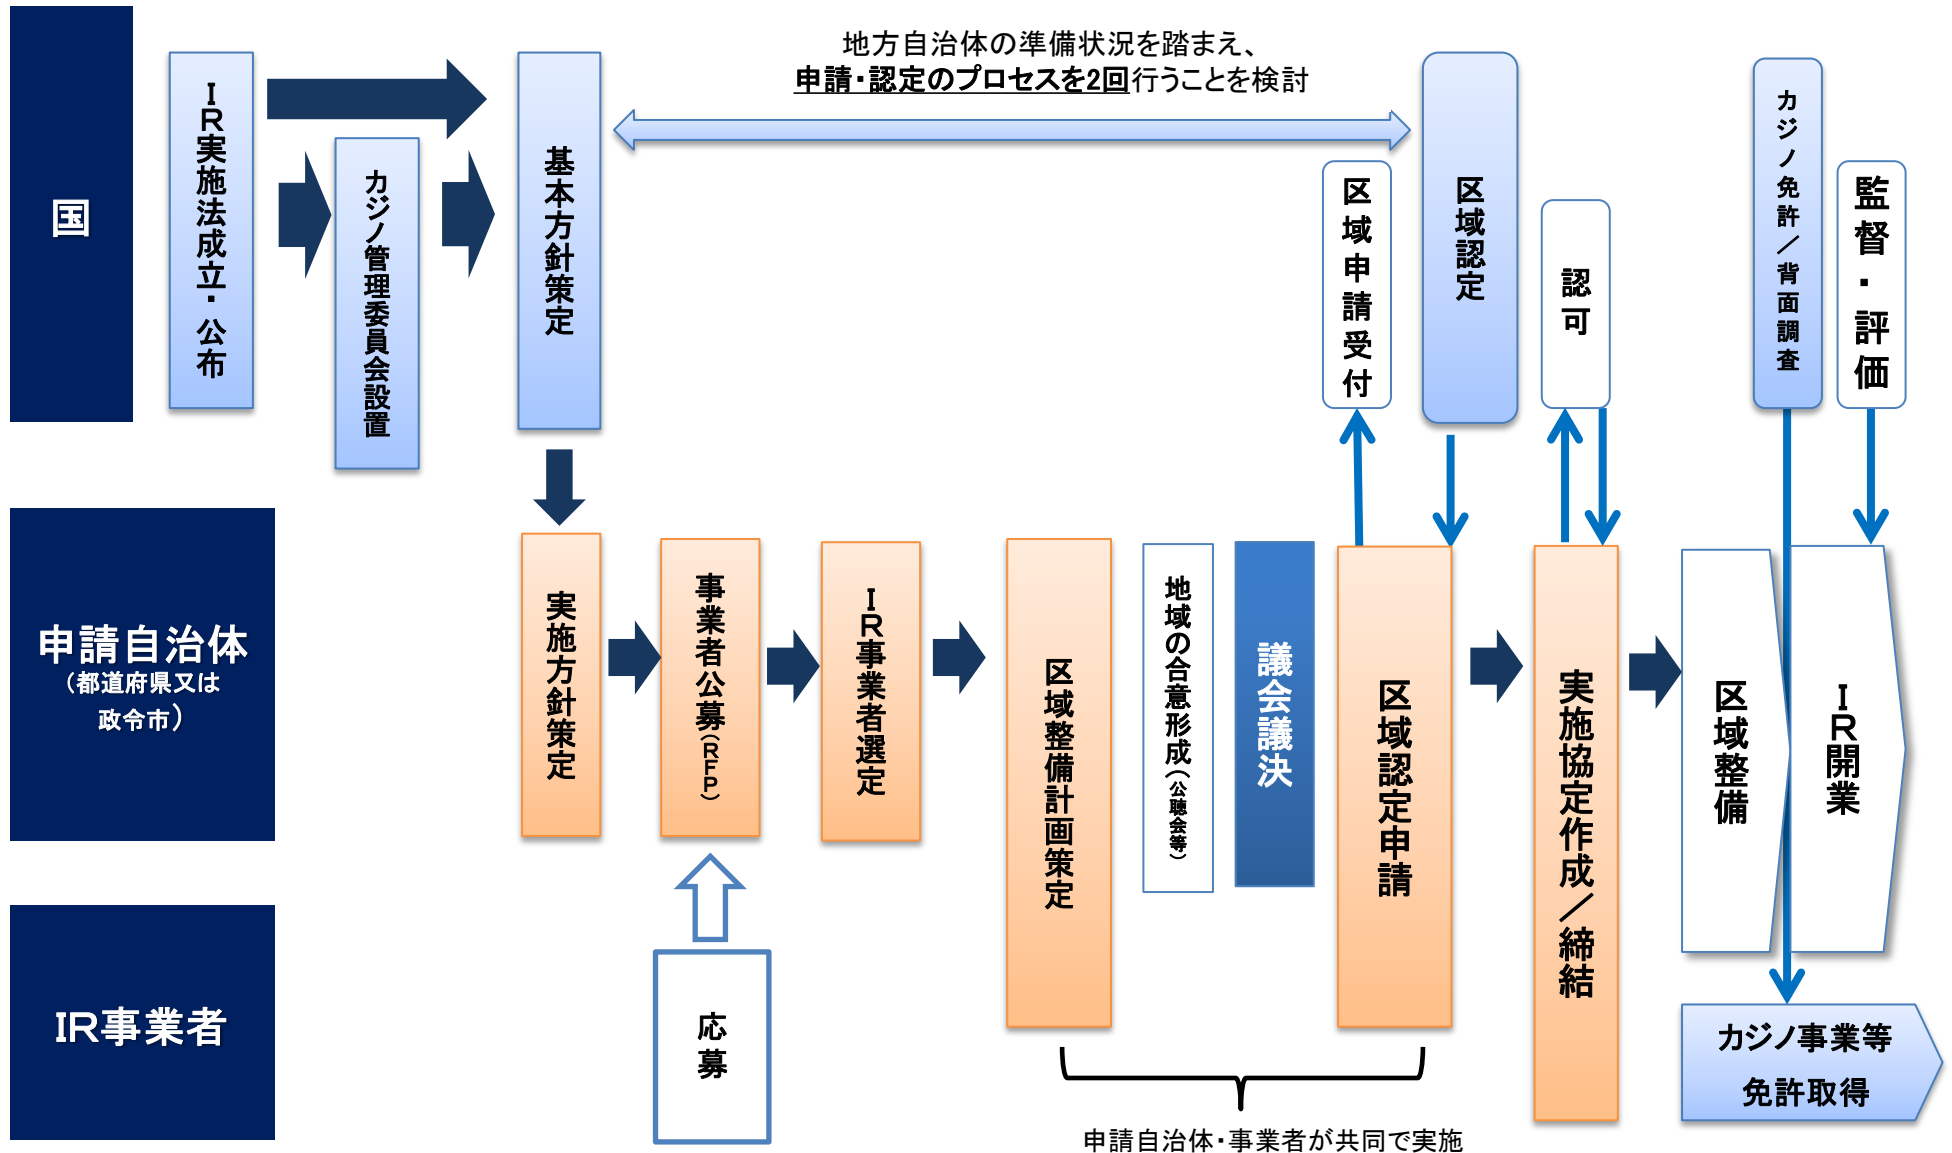 地方自治体の準備状況を踏まえ、
申請・認定のプロセスを2回行うことを検討
国
ＩＲ実施法成立・公布
カジノ管理委員会設置
基本方針策定
区域申請受付
区域認定
認可
カジノ免許／背面調査
監督・評価
申請自治体
（都道府県又は
政令市）
実施方針策定
事業者公募（ＲＦＰ）
ＩＲ事業者選定
区域整備計画策定
地域の合意形成（公聴会等）
議会議決
区域認定申請
実施協定作成／締結
区域整備
ＩＲ開業
IR事業者
応募
カジノ事業等
免許取得
申請自治体・事業者が共同で実施